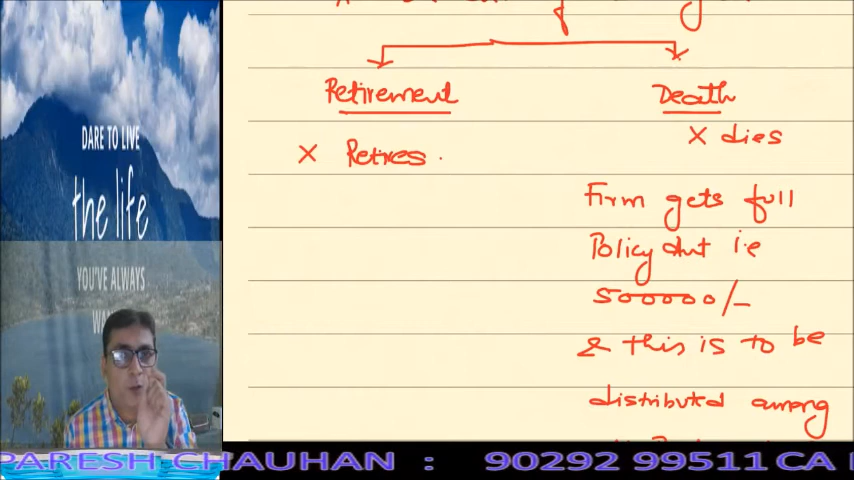 Retirement
Death
X Retires.
X dies
Firm gets full
Policy Amt i.e
500000/-
& this is to be
distributed among
DARE TO LIVE
the life
YOU'VE ALWAYS
PARESH CHAUHAN : 90292 99511 CA